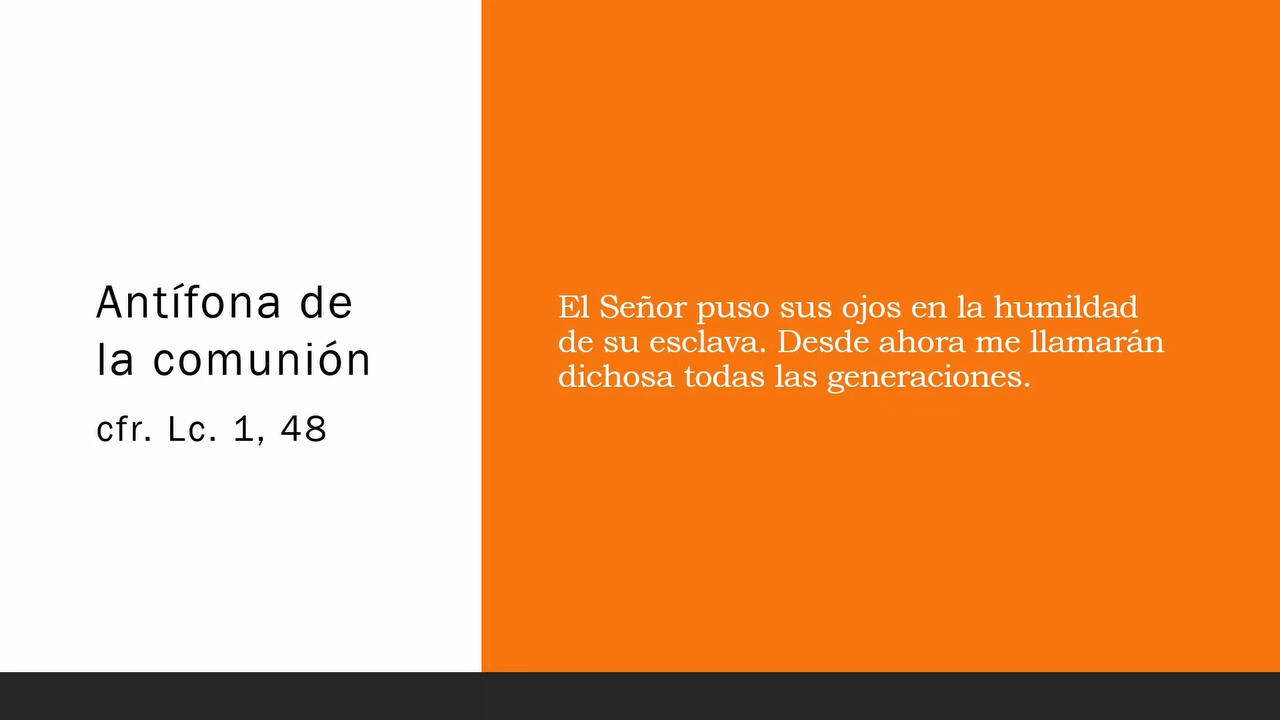 Antífona de
la comunión
cfr. Lc. 1, 48
El Señor puso sus ojos en la humildad
de su esclava. Desde ahora me llamarán
dichosa todas las generaciones.